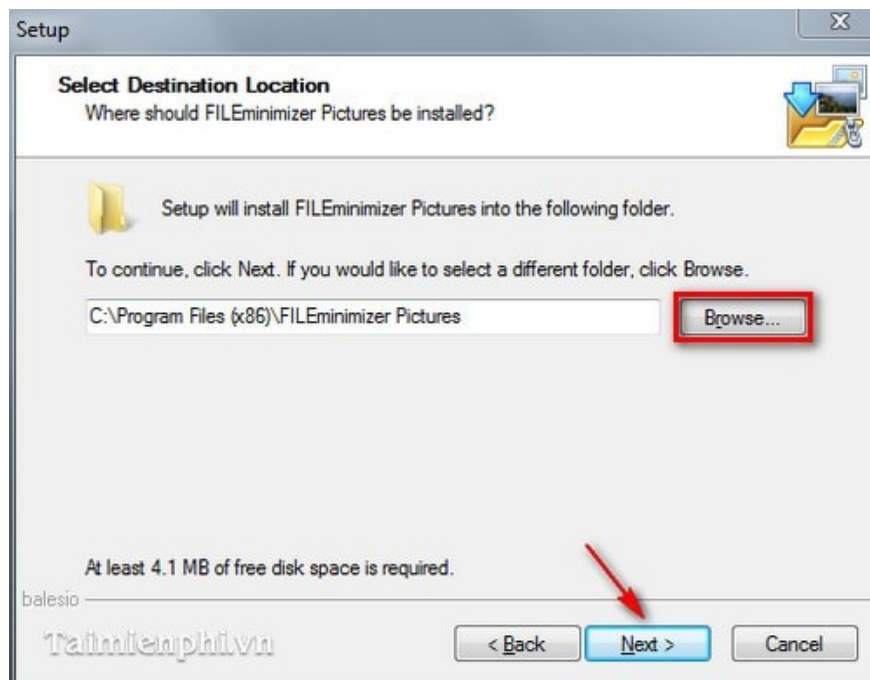 Setup
Select Destination Location
Where should FILEminimizer Pictures be installed?
Setup will install FILEminimizer Pictures into the following folder.
To continue, click Next. If you would like to select a different folder, click Browse.
C:\Program Files (x86)\FILEminimizer Pictures
Browse...
At least 4.1 MB of free disk space is required.
balesio
Taimienphi.vn
< Back
Next >
Cancel